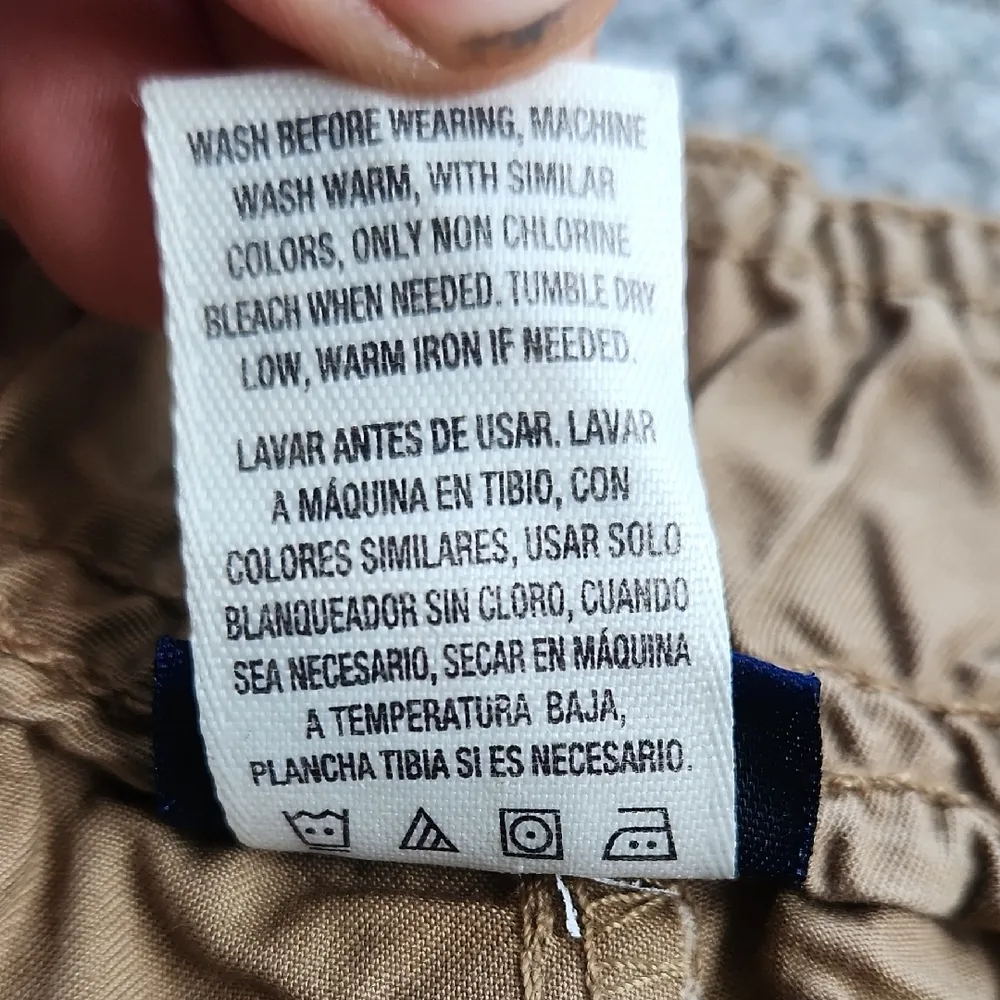 WASH BEFORE WEARING, MACHINE
WASH WARM, WITH SIMILAR
COLORS, ONLY NON CHLORINE
BLEACH WHEN NEEDED. TUMBLE DRY
LOW, WARM IRON IF NEEDED.
LAVAR ANTES DE USAR. LAVAR
A MÁQUINA EN TIBIO, CON
COLORES SIMILARES, USAR SOLO
BLANQUEADOR SIN CLORO, CUANDO
SEA NECESARIO, SECAR EN MÁQUINA
A TEMPERATURA BAJA,
PLANCHA TIBIA SI ES NECESARIO.